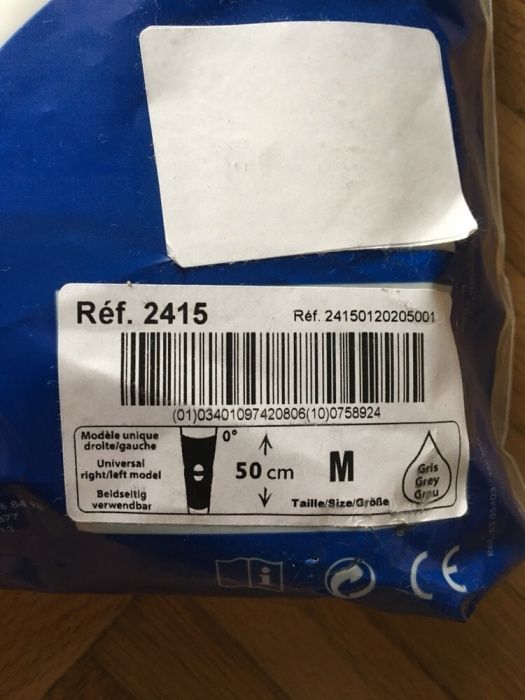 Réf. 2415
Réf. 24150120205001
(01)03401097420806(10)0758924
Modèle unique
droite/gauche
Universal
right/left model
Beidseitig
verwendbar
0°
50 cm
M
Taille/Size/Größe
Gris
Grey
Grau
i
CE